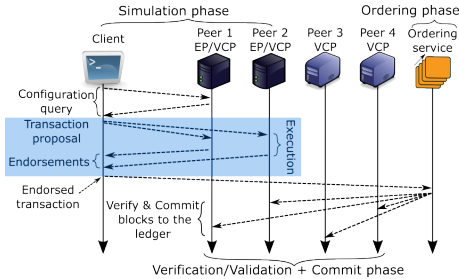 Simulation phase
Ordering phase
Client
Peer 1
EP/VCP
Peer 2
EP/VCP
Peer 3
VCP
Peer 4
VCP
Ordering
service
Configuration
query
Transaction
proposal
Endorsements
Execution
Endorsed
transaction
Verify & Commit
blocks to the
ledger
Verification/Validation + Commit phase